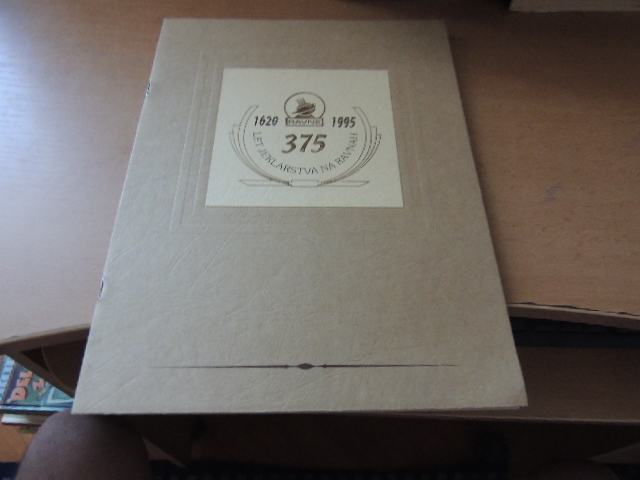 RAVNE
1620 1995
375
LET JEKLARSTVA NA RAVNAH